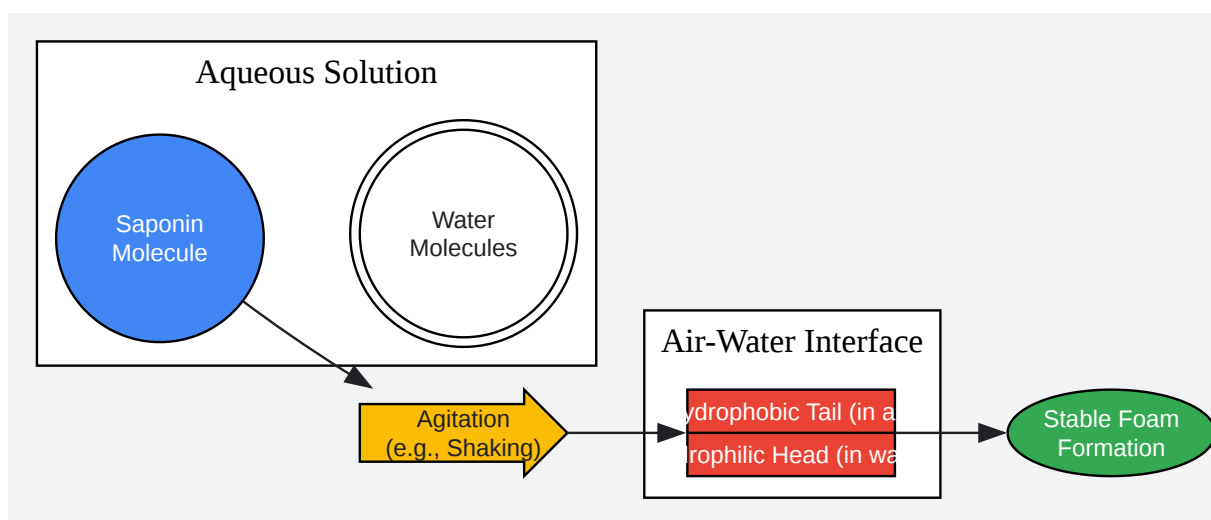 Aqueous Solution
Saponin
Molecule
Water
Molecules
Air-Water Interface
Agitation
(e.g., Shaking)
ydrophobic Tail (in a
rophilic Head (in wa
Stable Foam
Formation